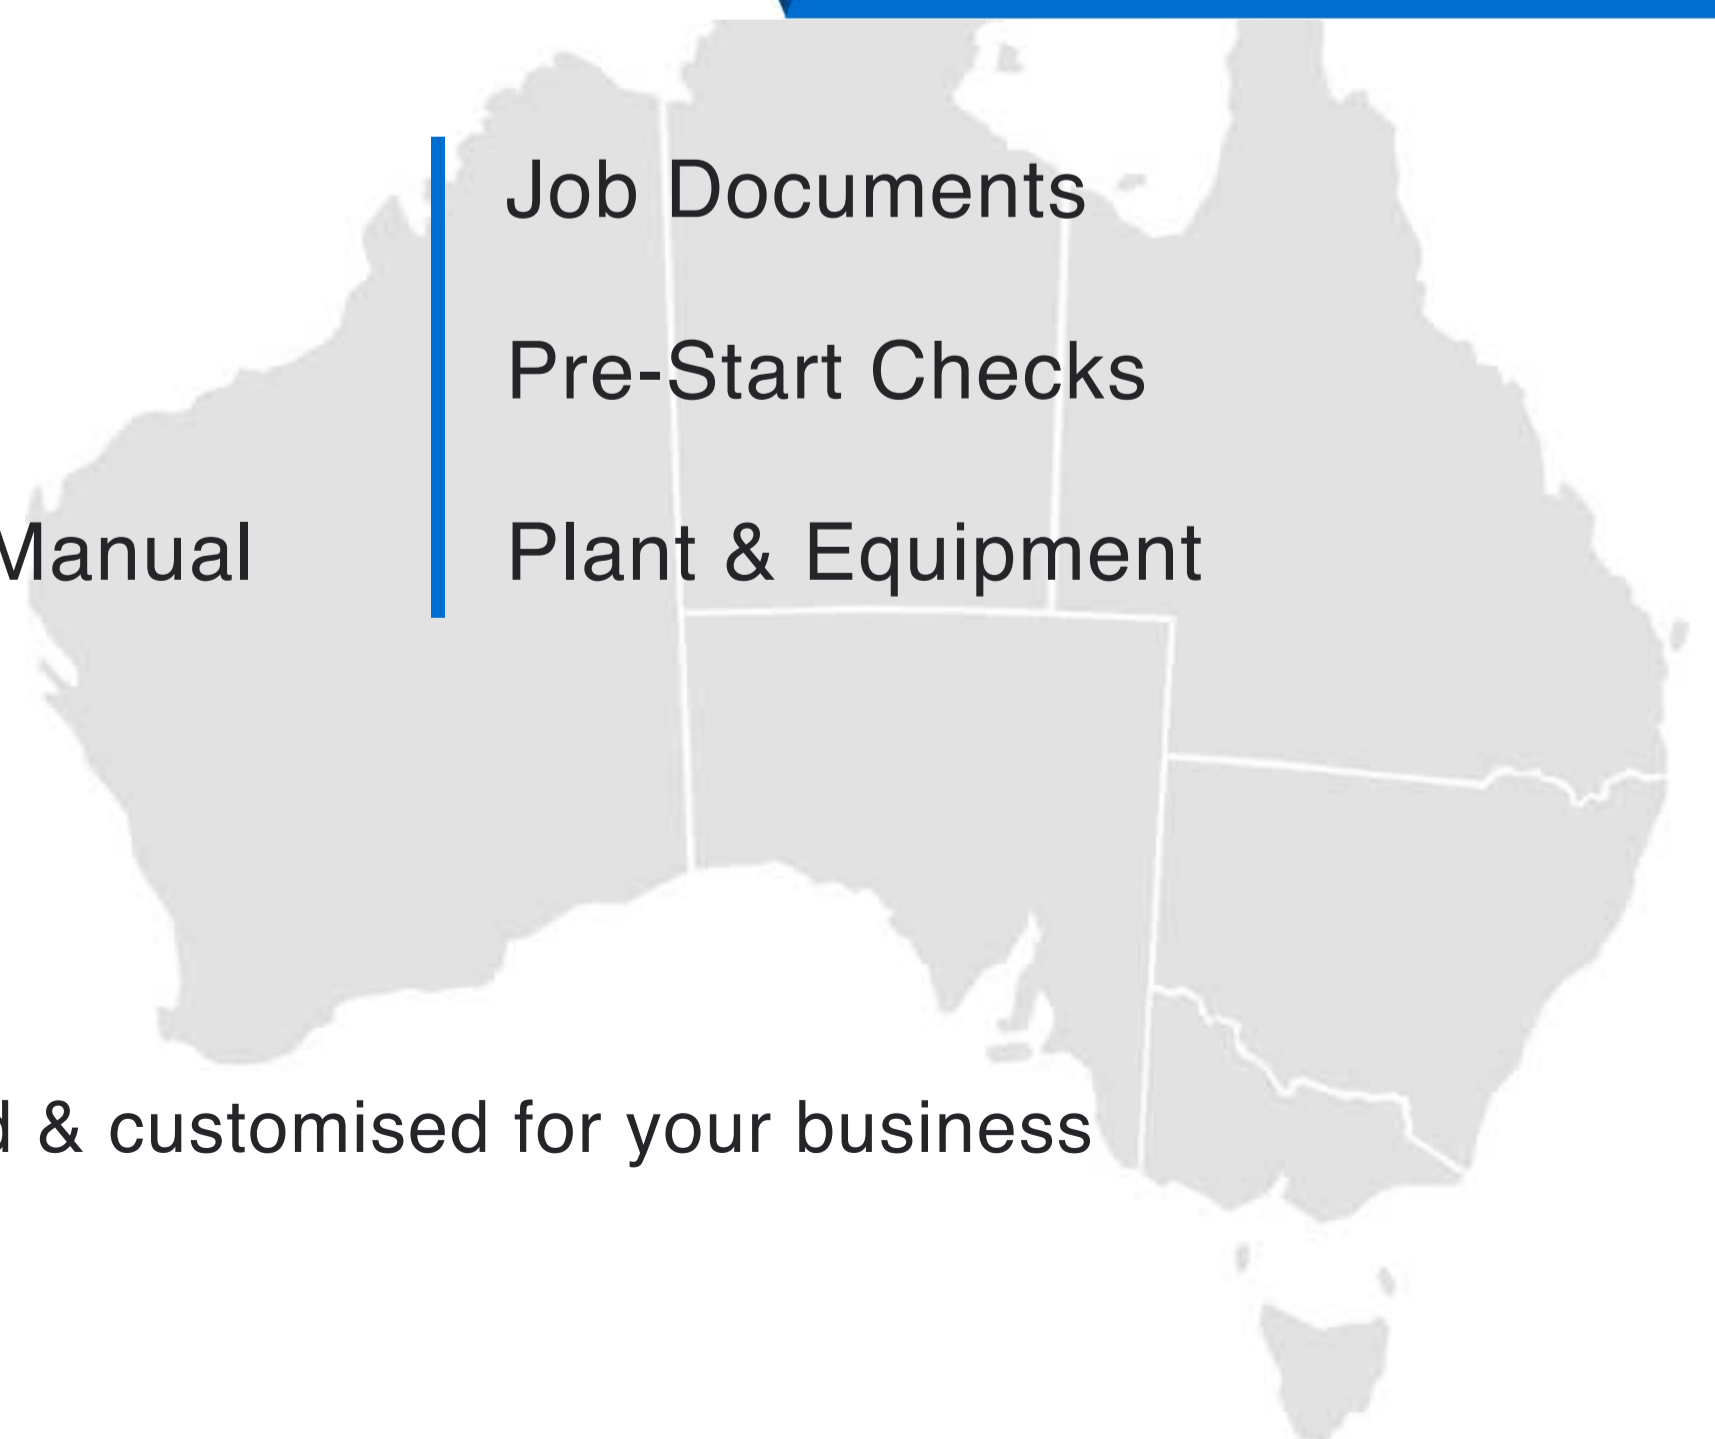 Job Documents
Pre-Start Checks
Manual
Plant & Equipment
& customised for your business